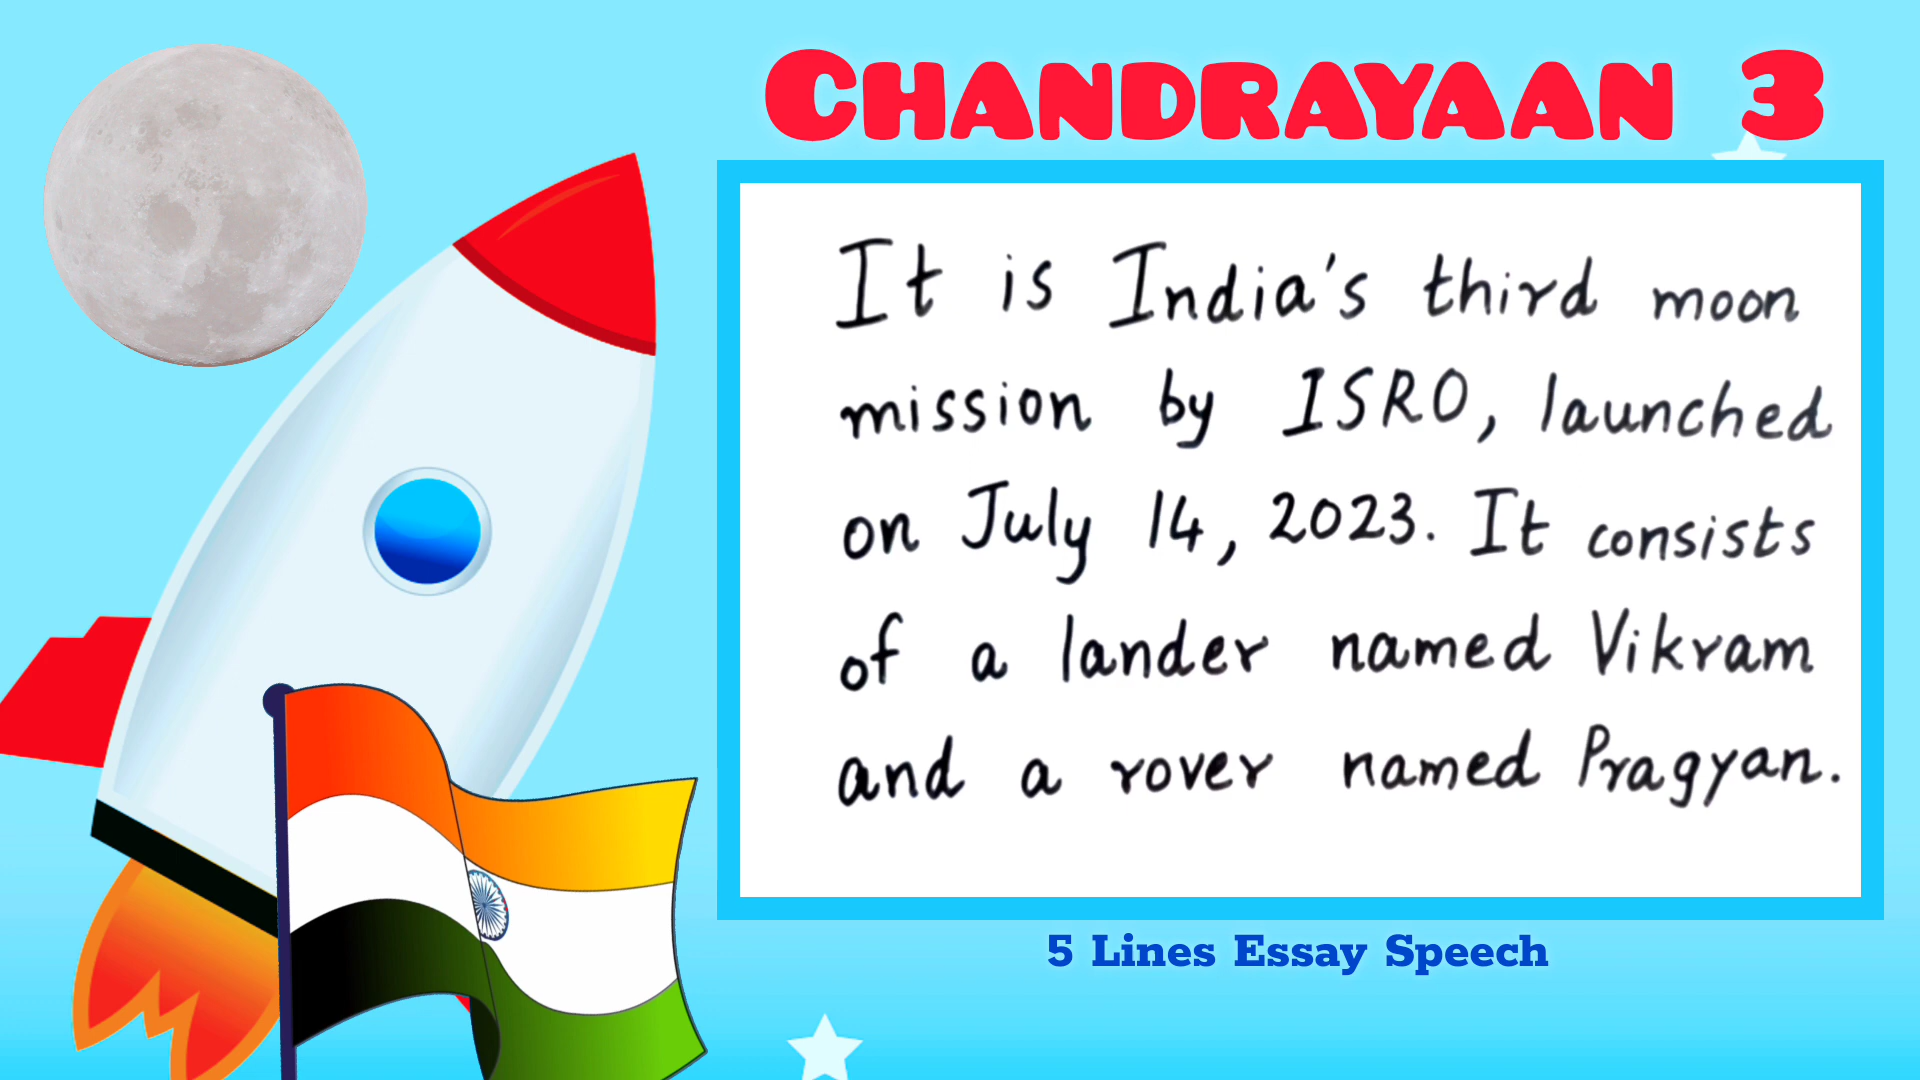 CHANDRAYAAN 3
It is India's third moon
mission by ISRO, launched
on July 14, 2023. It consists
of a lander named Vikram
and a rover named Pragyan.
5 Lines Essay Speech